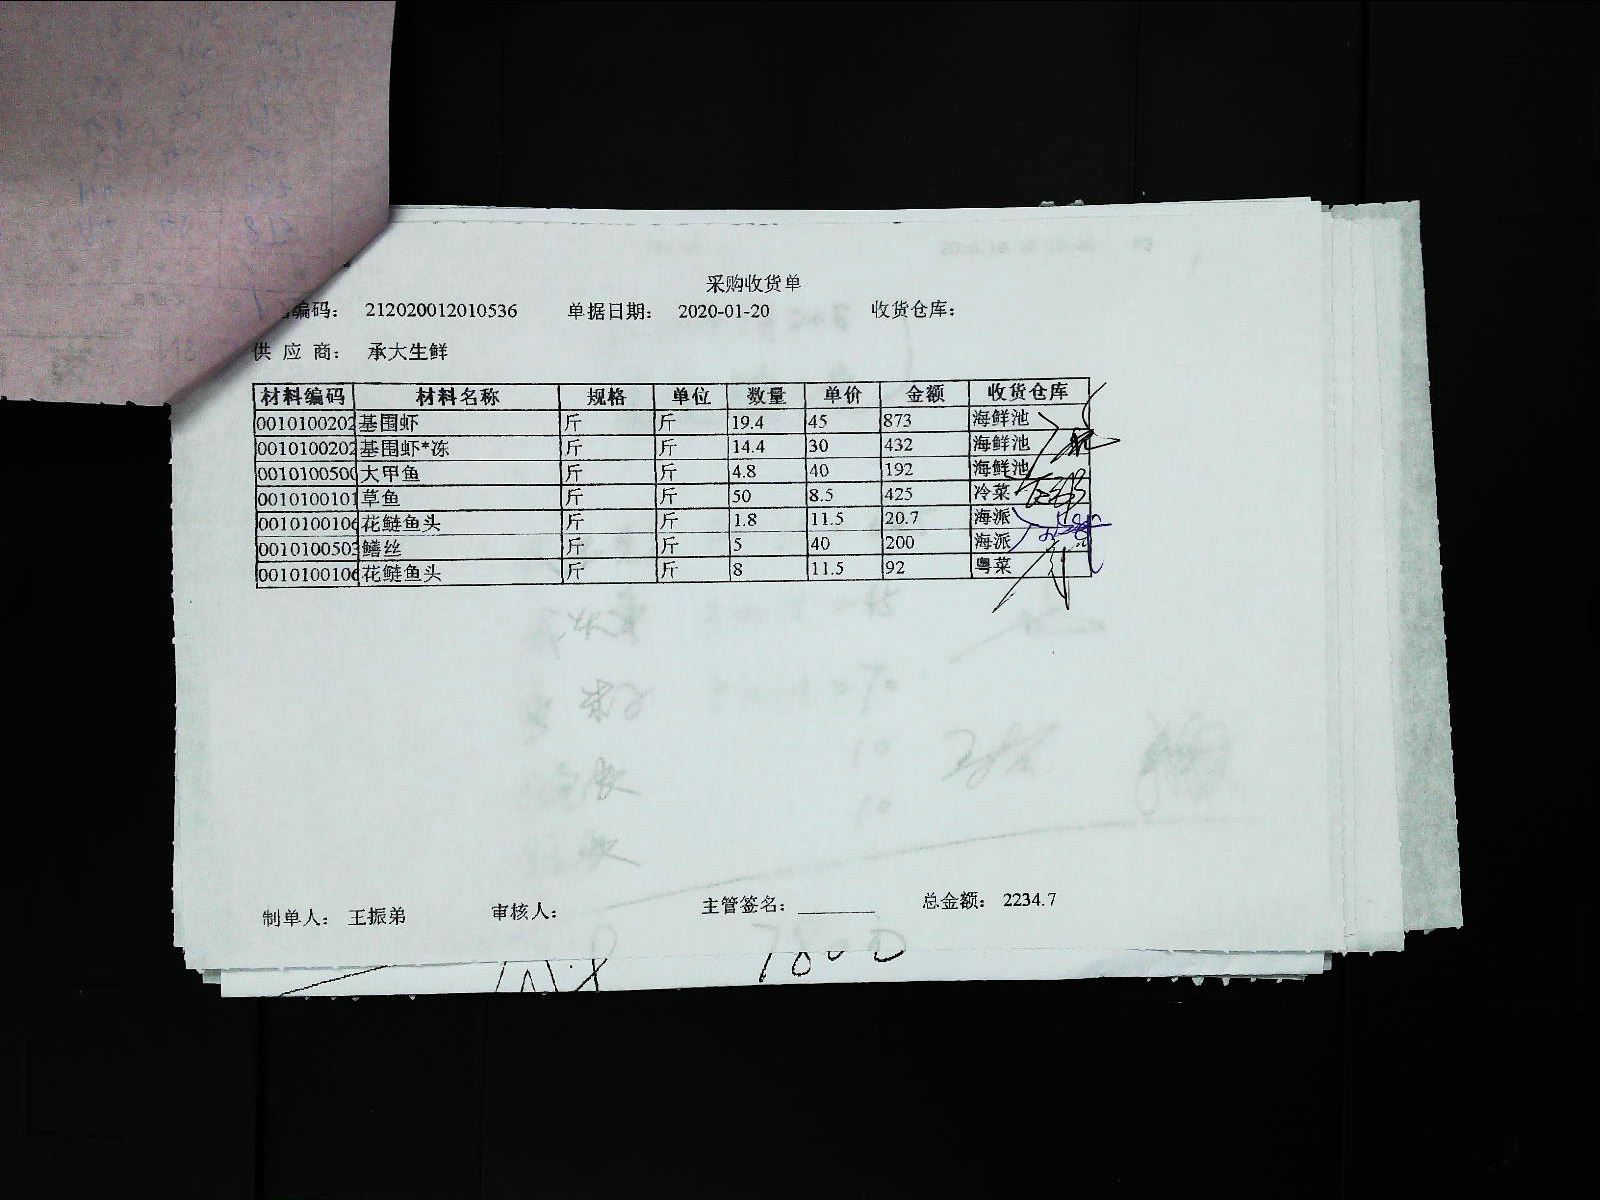 采购收货单
编码： 212020012010536 单据日期： 2020-01-20 收货仓库：
供 应 商： 承大生鲜
材料编码 材料名称 规格 单位 数量 单价 金额 收货仓库
0010100202 基围虾 斤 斤 19.4 45 873 海鲜池
0010100202 基围虾*冻 斤 斤 14.4 30 432 海鲜池
001010050 大甲鱼 斤 斤 4.8 40 192 海鲜池
0010100101 草鱼 斤 斤 50 8.5 425 冷菜
001010010 花鲢鱼头 斤 斤 1.8 11.5 20.7 海派
001010050 鳝丝 斤 斤 5 40 200 海派
001010010 花鲢鱼头 斤 斤 8 11.5 92 粤菜
制单人： 王振弟 审核人： 主管签名： ________ 总金额： 2234.7
7800